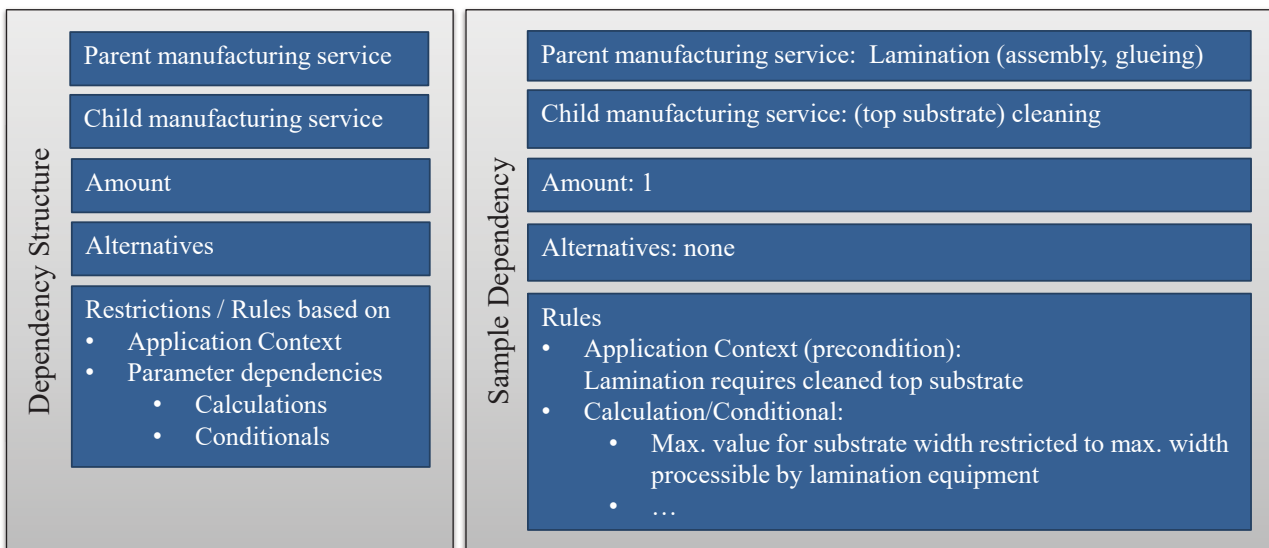 Dependency Structure
Parent manufacturing service
Child manufacturing service
Amount
Alternatives
Restrictions / Rules based on
• Application Context
• Parameter dependencies
• Calculations
• Conditionals
Sample Dependency
Parent manufacturing service:  Lamination (assembly, glueing)
Child manufacturing service: (top substrate) cleaning
Amount: 1
Alternatives: none
Rules
• Application Context (precondition):
Lamination requires cleaned top substrate
• Calculation/Conditional:
• Max. value for substrate width restricted to max. width
processible by lamination equipment
• …